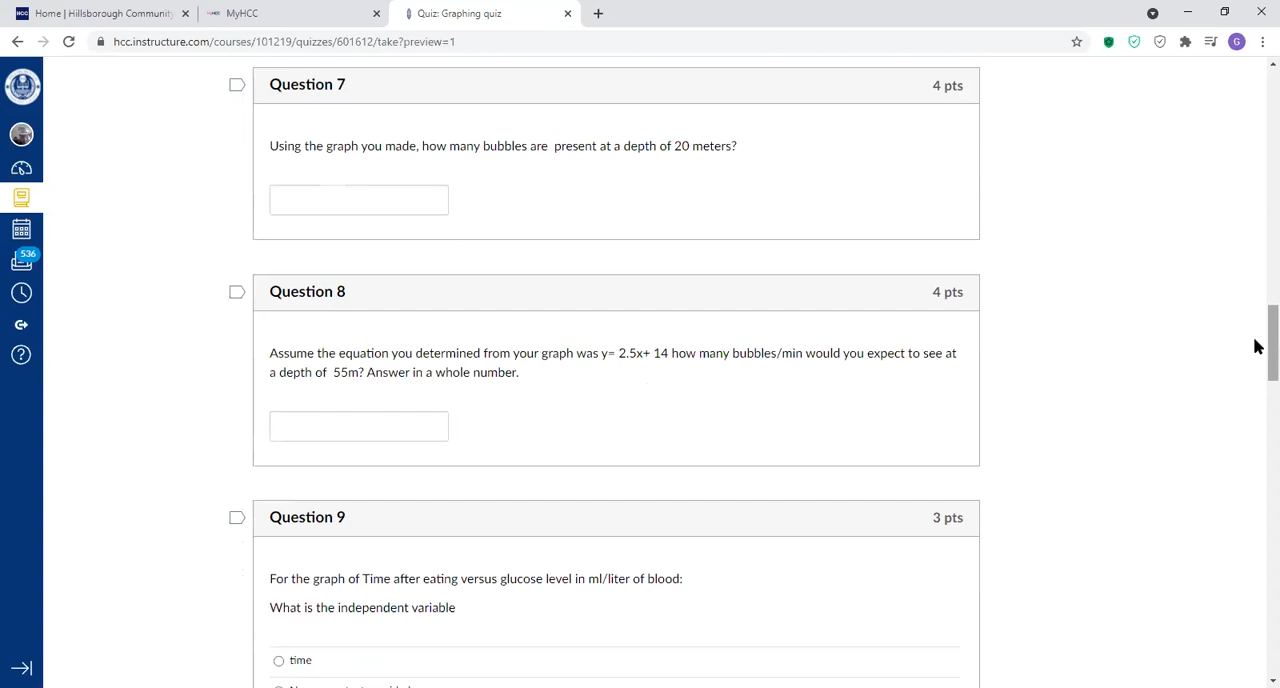 HCC Home | Hillsborough Community
MyHCC
Quiz: Graphing quiz
hcc.instructure.com/courses/101219/quizzes/601612/take?preview=1
G
536
Question 7
4 pts
Using the graph you made, how many bubbles are present at a depth of 20 meters?
Question 8
4 pts
Assume the equation you determined from your graph was y= 2.5x+ 14 how many bubbles/min would you expect to see at
a depth of 55m? Answer in a whole number.
Question 9
3 pts
For the graph of Time after eating versus glucose level in ml/liter of blood:
What is the independent variable
time